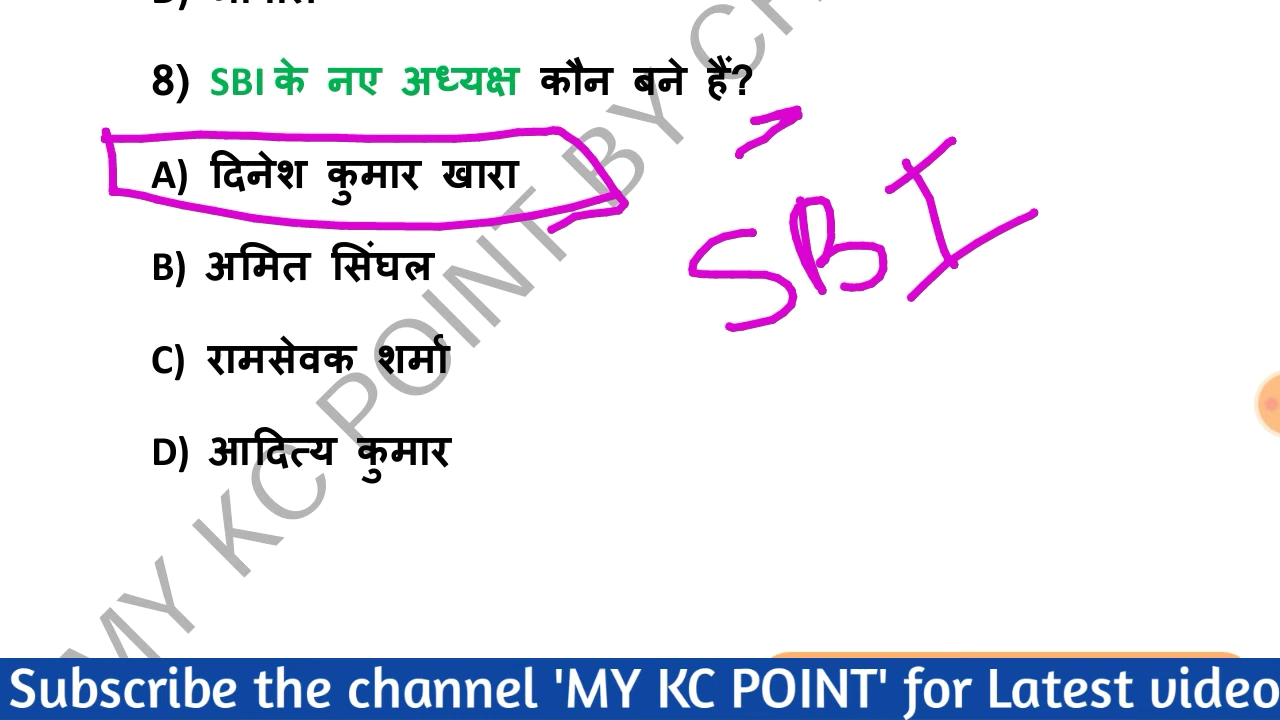 8) SBI के नए अध्यक्ष कौन बने हैं?
A) दिनेश कुमार खारा
SBI
B) अमित सिंघल
C) रामसेवक शर्मा
D) आदित्य कुमार
MY KC POINT BY
Subscribe the channel 'MY KC POINT' for Latest video